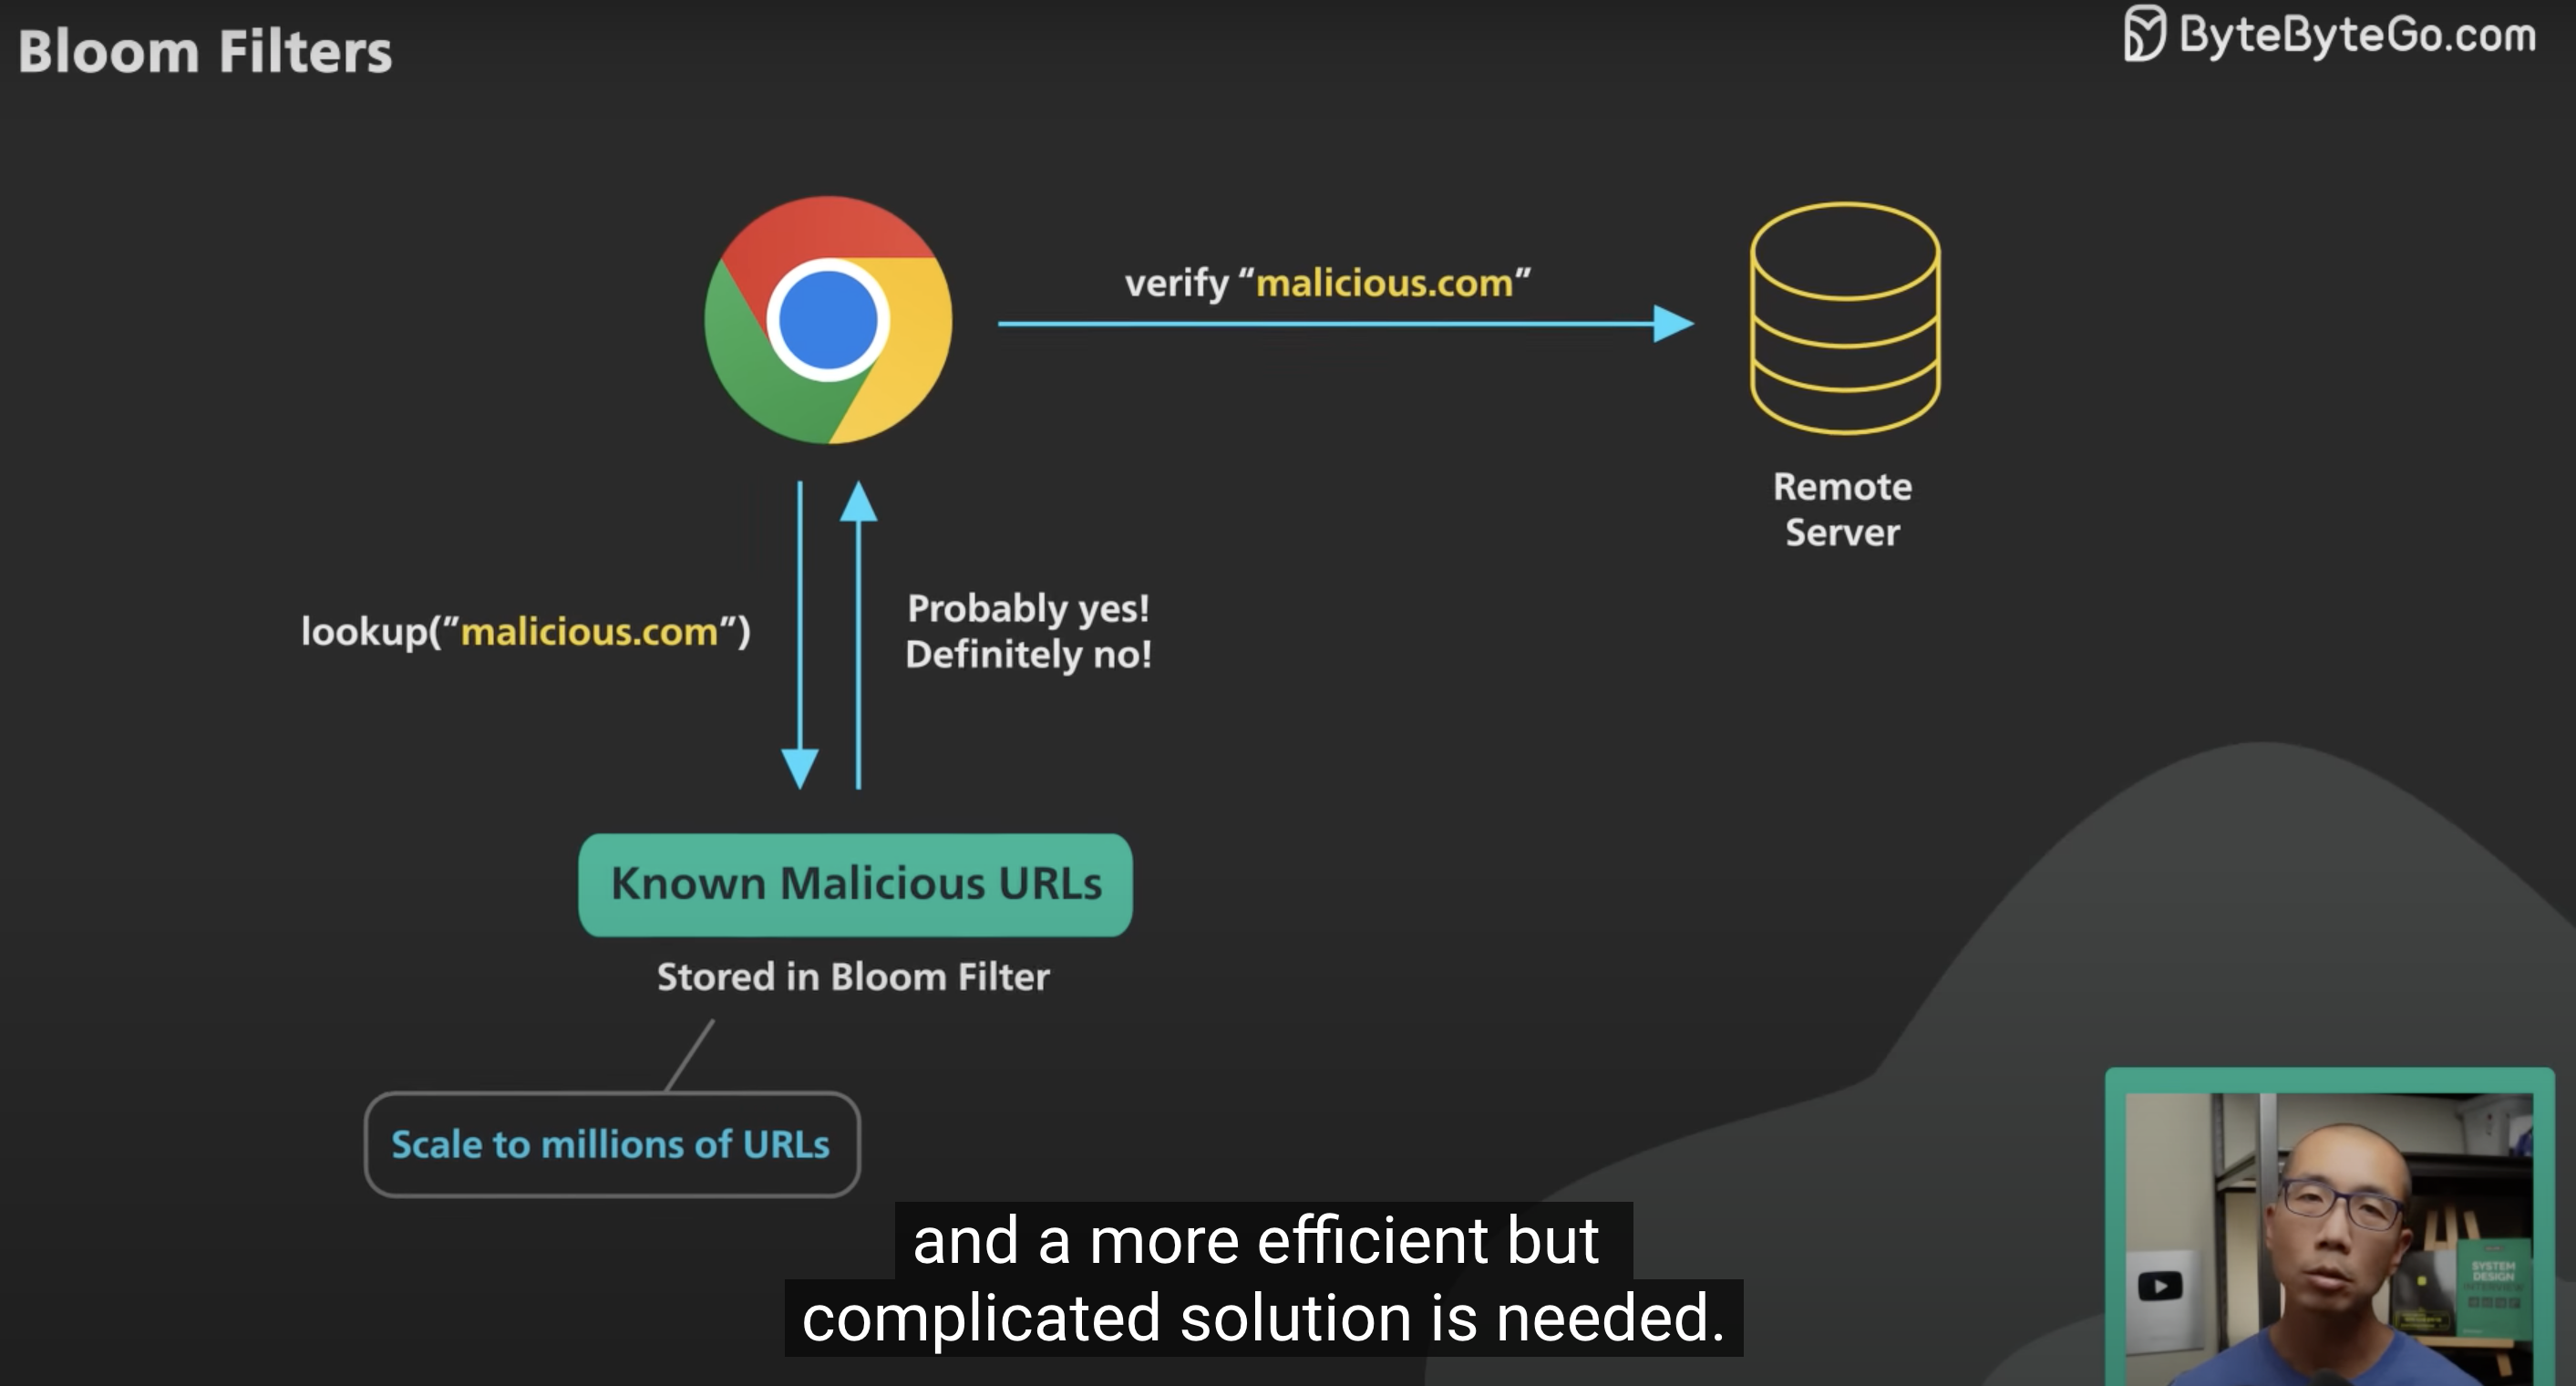 Bloom Filters
ByteByteGo.com
verify “malicious.com”
Remote
Server
lookup(”malicious.com”)
Probably yes!
Definitely no!
Known Malicious URLs
Stored in Bloom Filter
Scale to millions of URLs
and a more efficient but
complicated solution is needed.
SYSTEM
DESIGN
INTERVIEW